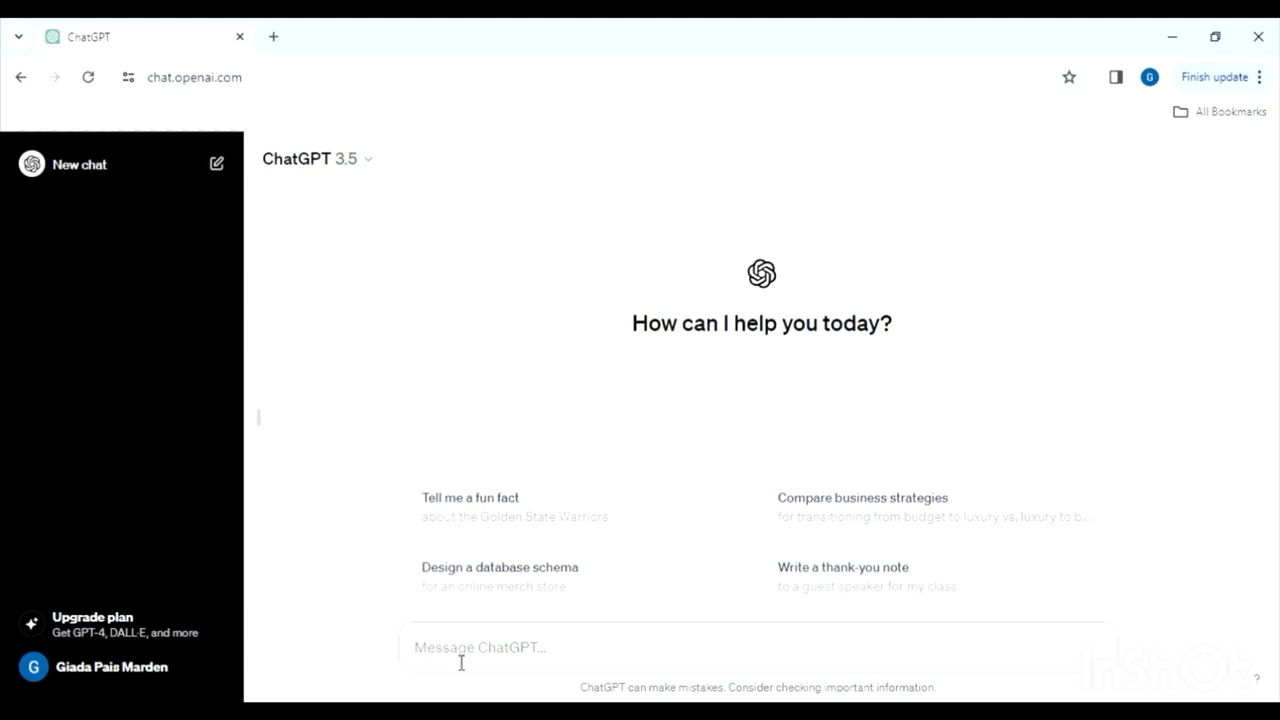 ChatGPT
chat.openai.com
G
Finish update
All Bookmarks
New chat
ChatGPT 3.5
How can I help you today?
Tell me a fun fact
about the Golden State Warriors
Compare business strategies
for transitioning from budget to luxury vs. luxury to b...
Design a database schema
for an online merch store
Write a thank-you note
to a guest speaker for my class
Upgrade plan
Get GPT-4, DALL·E, and more
Message ChatGPT...
G
Giada Pais Marden
InShOt
ChatGPT can make mistakes. Consider checking important information.
?